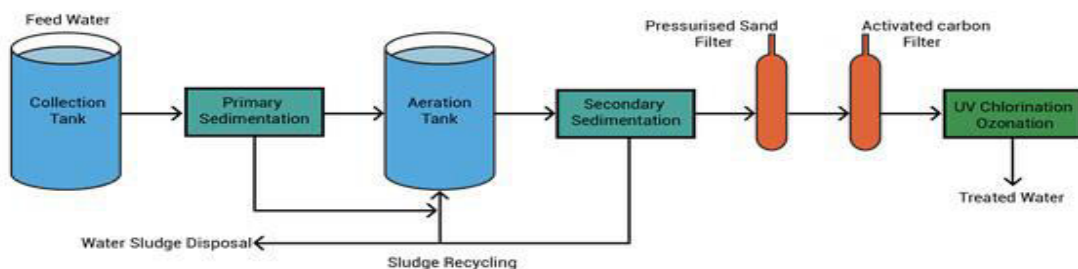 Feed Water
Collection
Tank
Primary
Sedimentation
Aeration
Tank
Secondary
Sedimentation
Pressurised Sand
Filter
Activated carbon
Filter
UV Chlorination
Ozonation
Treated Water
Water Sludge Disposal
Sludge Recycling